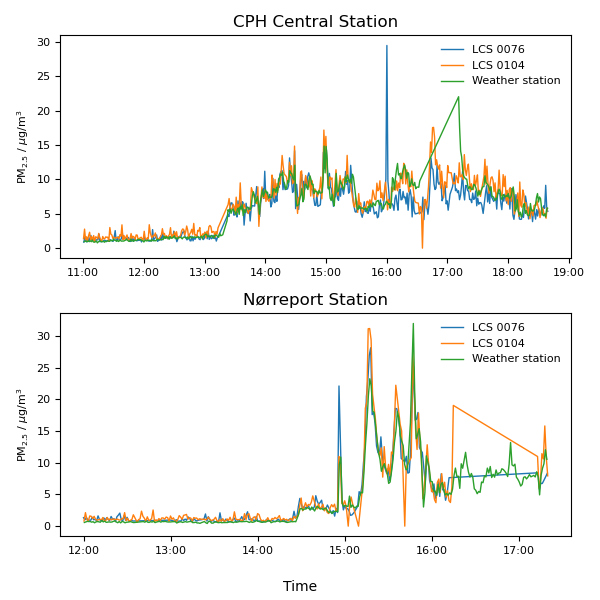 CPH Central Station
PM2.5 / μg/m³
30
25
20
15
10
5
0
LCS 0076
LCS 0104
Weather station
11:00 12:00 13:00 14:00 15:00 16:00 17:00 18:00 19:00
Nørreport Station
PM2.5 / μg/m³
30
25
20
15
10
5
0
LCS 0076
LCS 0104
Weather station
12:00 13:00 14:00 15:00 16:00 17:00
Time